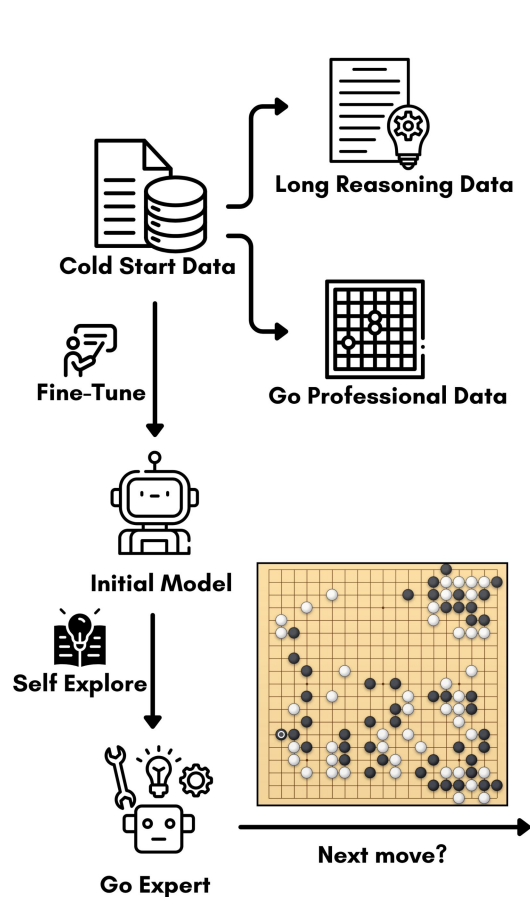 Long Reasoning Data
Cold Start Data
Go Professional Data
Fine-Tune
Initial Model
Self Explore
Next move?
Go Expert